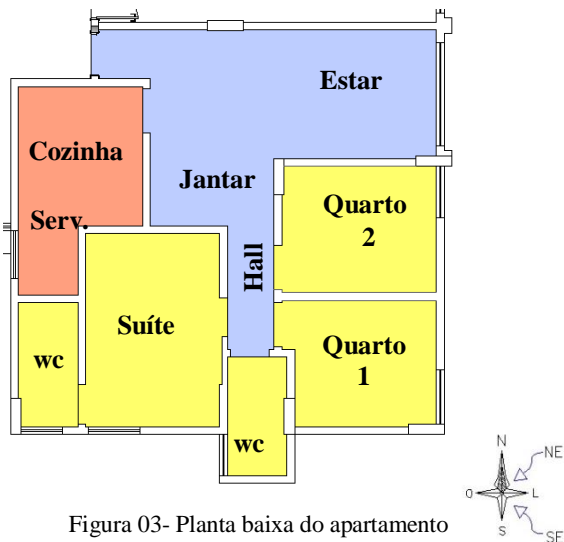 Estar
Cozinha
Jantar
Serv.
Quarto
2
Hall
Suíte
Quarto
1
wc
wc
N
NE
O
L
S
SE
Figura 03- Planta baixa do apartamento